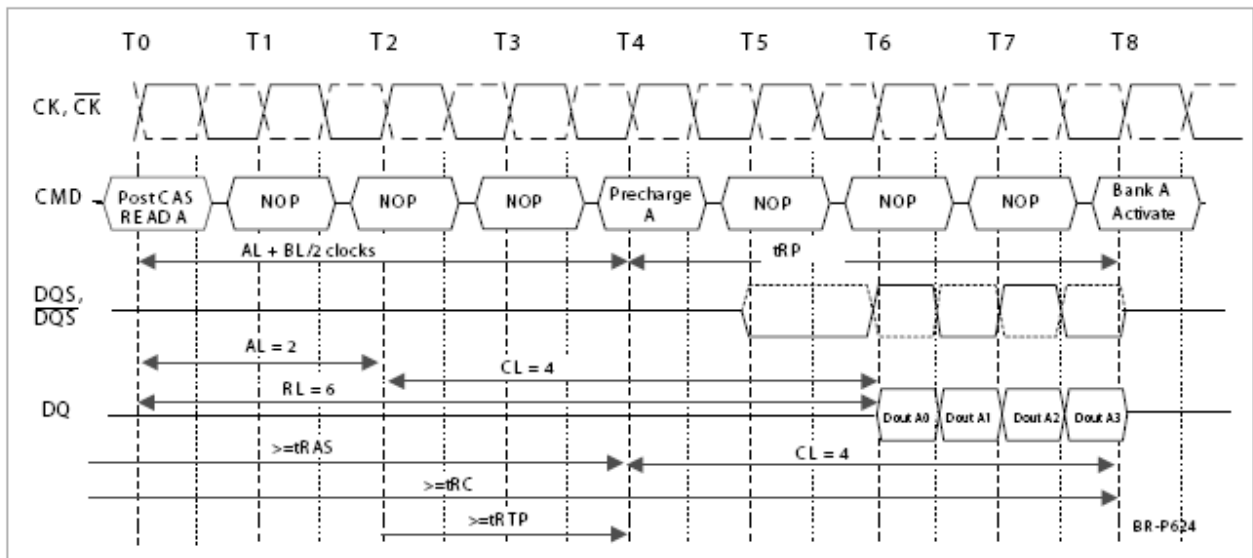 T0 T1 T2 T3 T4 T5 T6 T7 T8
CK, CK
CMD
Post CAS
READ A
NOP
NOP
NOP
Precharge
A
NOP
NOP
NOP
Bank A
Activate
AL + BL/2 clocks
tRP
DQS,
DQS
AL = 2
CL = 4
RL = 6
DQ
Dout A0
Dout A1
Dout A2
Dout A3
>=tRAS
CL = 4
>=tRC
>=tRTP
BR-P624